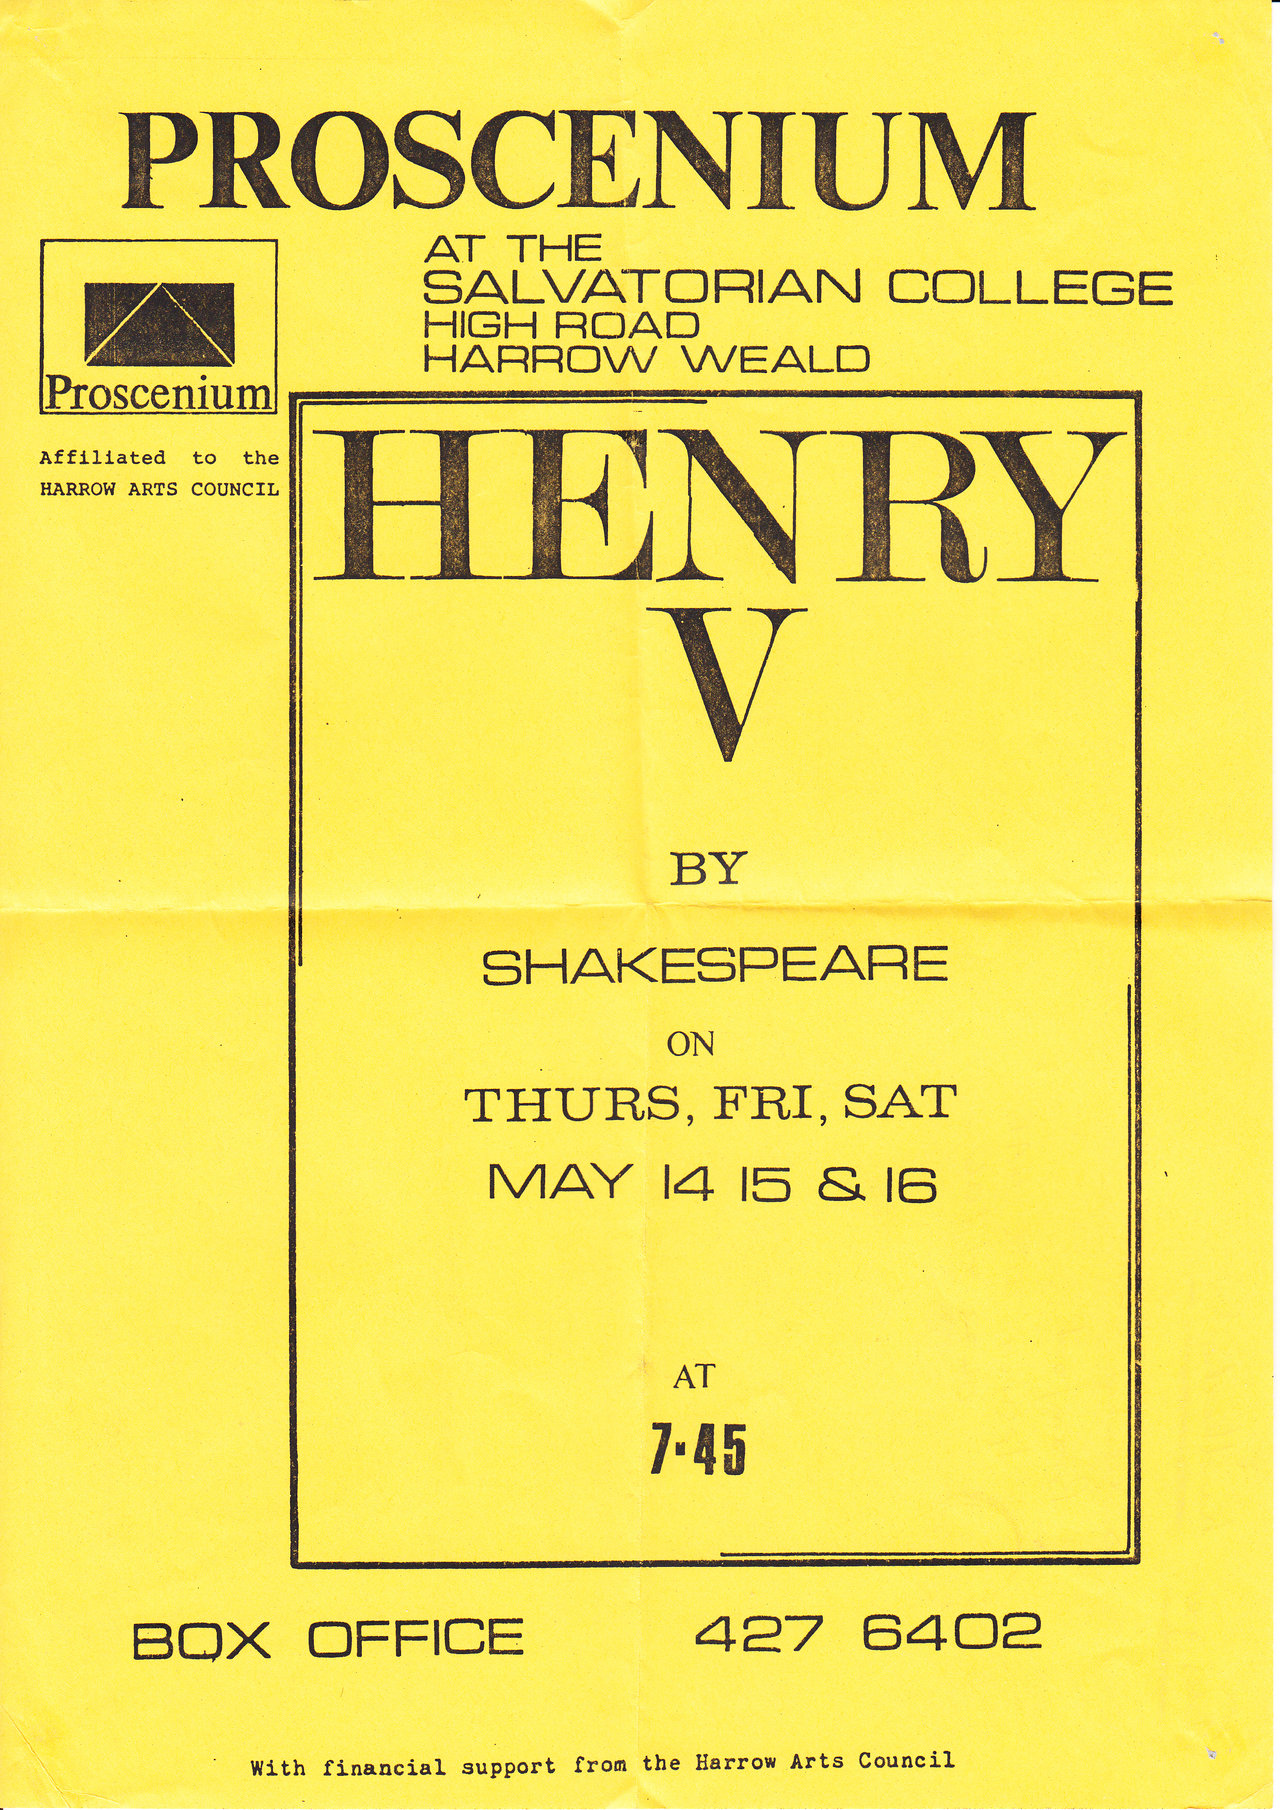 PROSCENIUM
AT THE
SALVATORIAN COLLEGE
HIGH ROAD
HARROW WEALD
Proscenium
Affiliated to the
HARROW ARTS COUNCIL
HENRY
V
BY
SHAKESPEARE
ON
THURS, FRI, SAT
MAY 14 15 & 16
AT
7·45
BOX OFFICE 427 6402
With financial support from the Harrow Arts Council